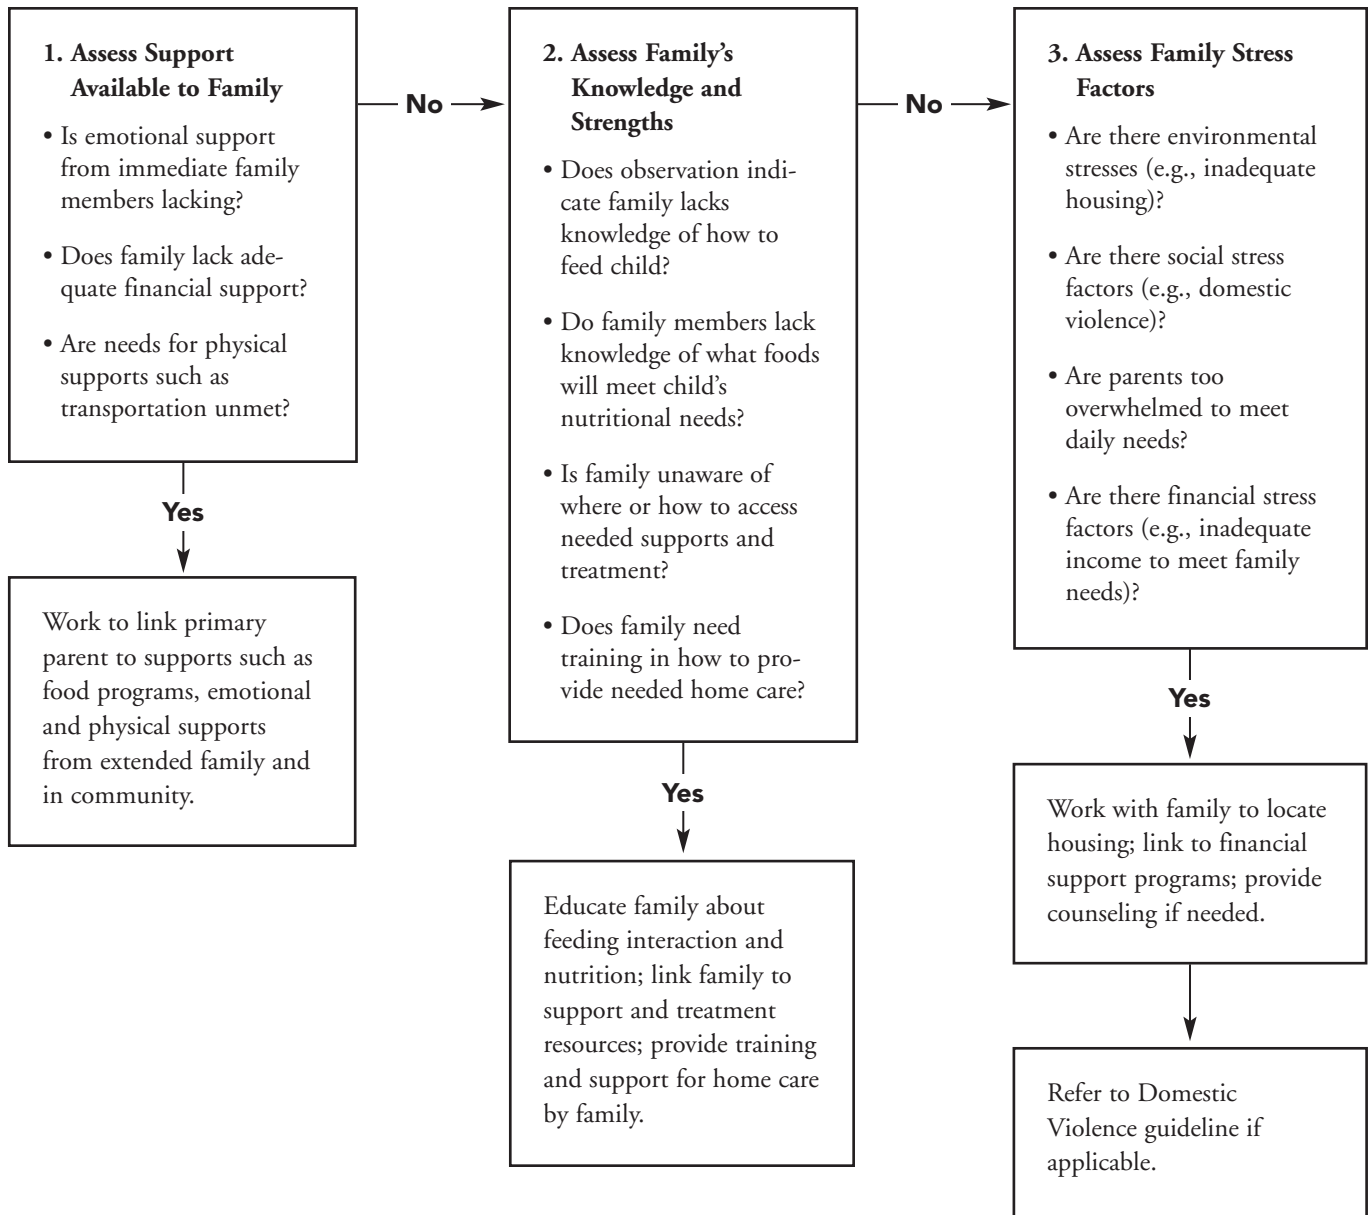 1. Assess Support
Available to Family
• Is emotional support
from immediate family
members lacking?
• Does family lack ade-
quate financial support?
• Are needs for physical
supports such as
transportation unmet?
Yes
Work to link primary
parent to supports such as
food programs, emotional
and physical supports
from extended family and
in community.
No
2. Assess Family’s
Knowledge and
Strengths
• Does observation indi-
cate family lacks
knowledge of how to
feed child?
• Do family members lack
knowledge of what foods
will meet child’s
nutritional needs?
• Is family unaware of
where or how to access
needed supports and
treatment?
• Does family need
training in how to pro-
vide needed home care?
Yes
Educate family about
feeding interaction and
nutrition; link family to
support and treatment
resources; provide training
and support for home care
by family.
No
3. Assess Family Stress
Factors
• Are there environmental
stresses (e.g., inadequate
housing)?
• Are there social stress
factors (e.g., domestic
violence)?
• Are parents too
overwhelmed to meet
daily needs?
• Are there financial stress
factors (e.g., inadequate
income to meet family
needs)?
Yes
Work with family to locate
housing; link to financial
support programs; provide
counseling if needed.
Refer to Domestic
Violence guideline if
applicable.